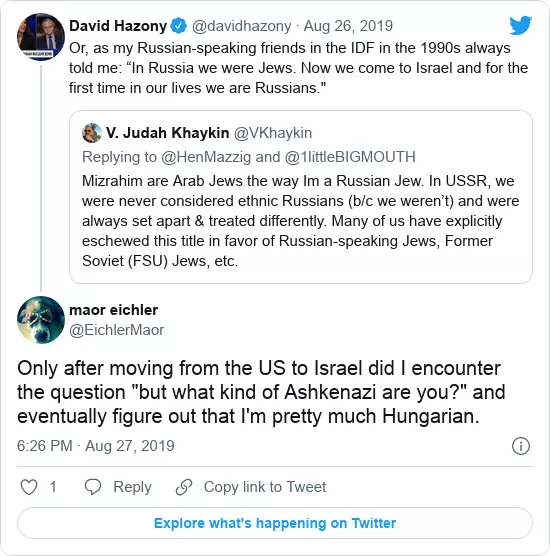 David Hazony @davidhazony · Aug 26, 2019
Or, as my Russian-speaking friends in the IDF in the 1990s always
told me: “In Russia we were Jews. Now we come to Israel and for the
first time in our lives we are Russians."
V. Judah Khaykin @VKhaykin
Replying to @HenMazzig and @1littleBIGMOUTH
Mizrahim are Arab Jews the way Im a Russian Jew. In USSR, we
were never considered ethnic Russians (b/c we weren’t) and were
always set apart & treated differently. Many of us have explicitly
eschewed this title in favor of Russian-speaking Jews, Former
Soviet (FSU) Jews, etc.
maor eichler
@EichlerMaor
Only after moving from the US to Israel did I encounter
the question "but what kind of Ashkenazi are you?" and
eventually figure out that I'm pretty much Hungarian.
6:26 PM · Aug 27, 2019
1 Reply Copy link to Tweet
Explore what's happening on Twitter